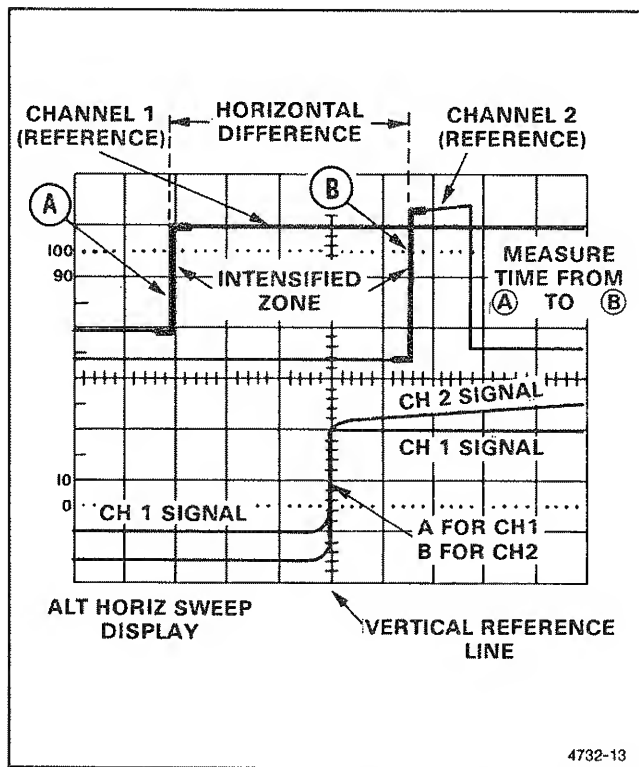 CHANNEL 1
(REFERENCE)
HORIZONTAL
DIFFERENCE
CHANNEL 2
(REFERENCE)
A
B
100
90
INTENSIFIED
ZONE
MEASURE
TIME FROM
A TO B
CH 2 SIGNAL
CH 1 SIGNAL
10
0
CH 1 SIGNAL
A FOR CH1
B FOR CH2
ALT HORIZ SWEEP
DISPLAY
VERTICAL REFERENCE
LINE
4732-13